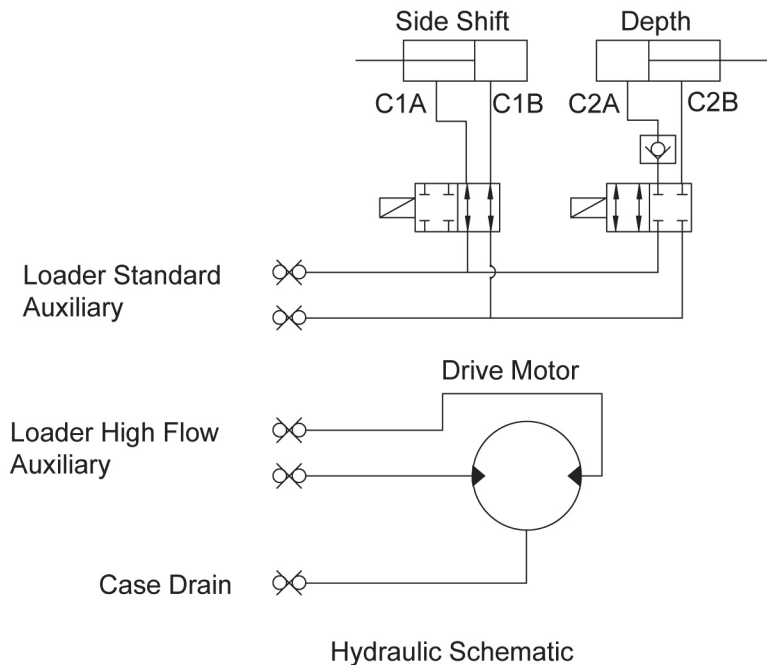 Side Shift
Depth
C1A
C1B
C2A
C2B
Loader Standard
Auxiliary
Drive Motor
Loader High Flow
Auxiliary
Case Drain
Hydraulic Schematic